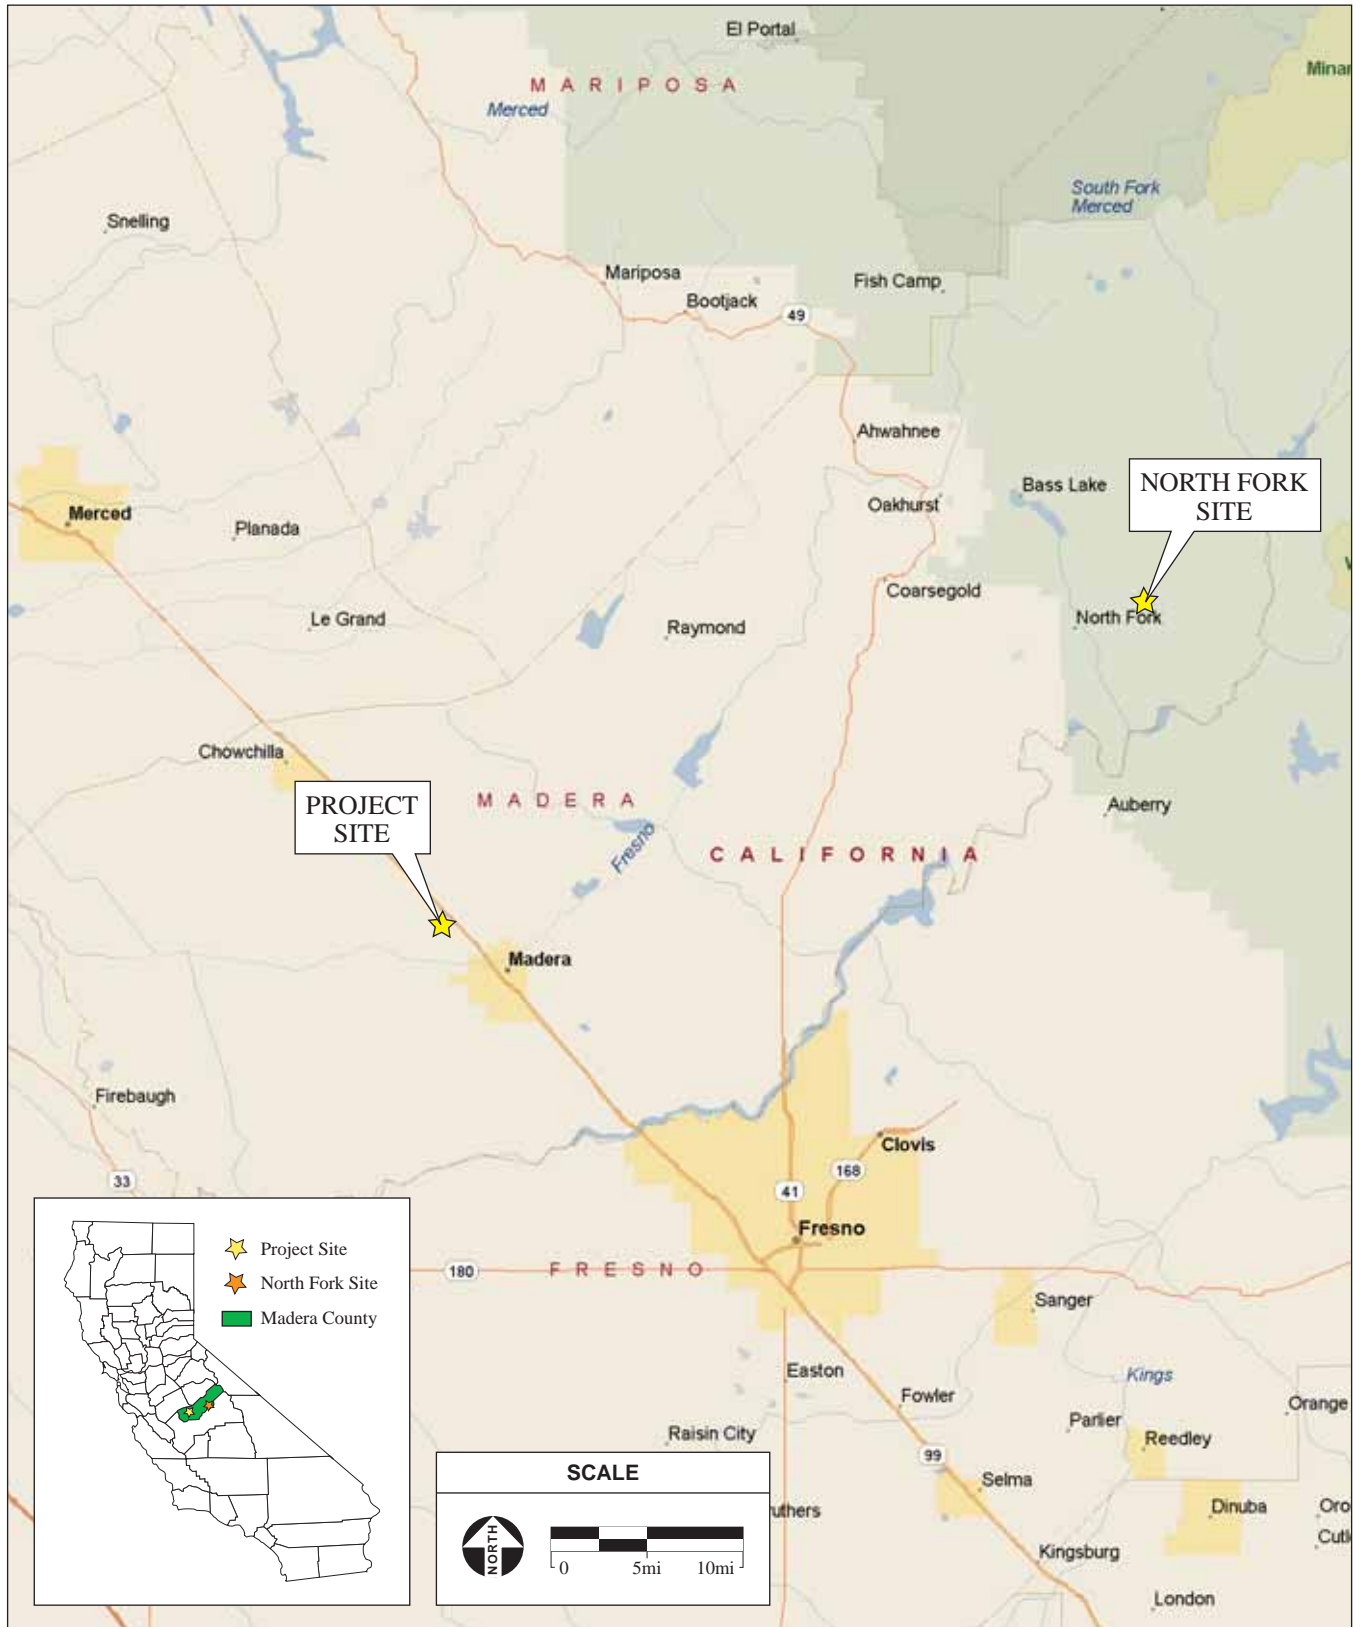 El Portal
MARIPOSA
Minar
Merced
South Fork
Merced
Snelling
Mariposa
Fish Camp
Bootjack
49
Ahwahnee
Bass Lake
NORTH FORK
SITE
Oakhurst
Merced
Planada
Coarsegold
Le Grand
Raymond
North Fork
Chowchilla
PROJECT
SITE
MADERA
Auberry
Fresno
CALIFORNIA
Madera
Firebaugh
Clovis
33
168
41
Fresno
180
FRESNO
Sanger
Easton
Kings
Fowler
Orange
Parlier
Raisin City
Reedley
99
Selma
uthers
Dinuba
Oro
Cutl
Kingsburg
London
Project Site
North Fork Site
Madera County
SCALE
NORTH
0 5mi 10mi